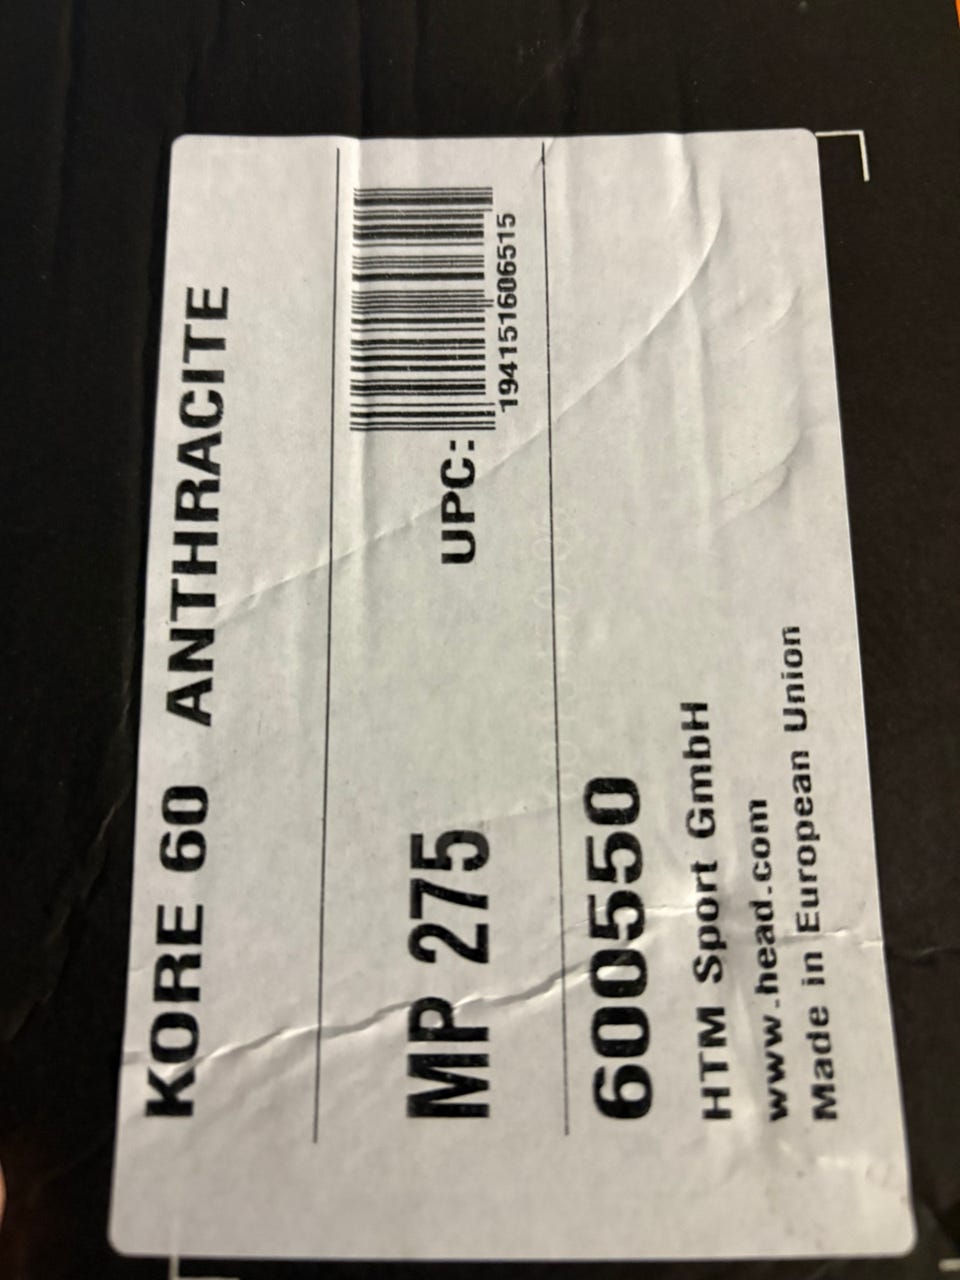 KORE 60 ANTHRACITE
MP 275
UPC:
194151606515
600550
HTM Sport GmbH
www.head.com
Made in European Union